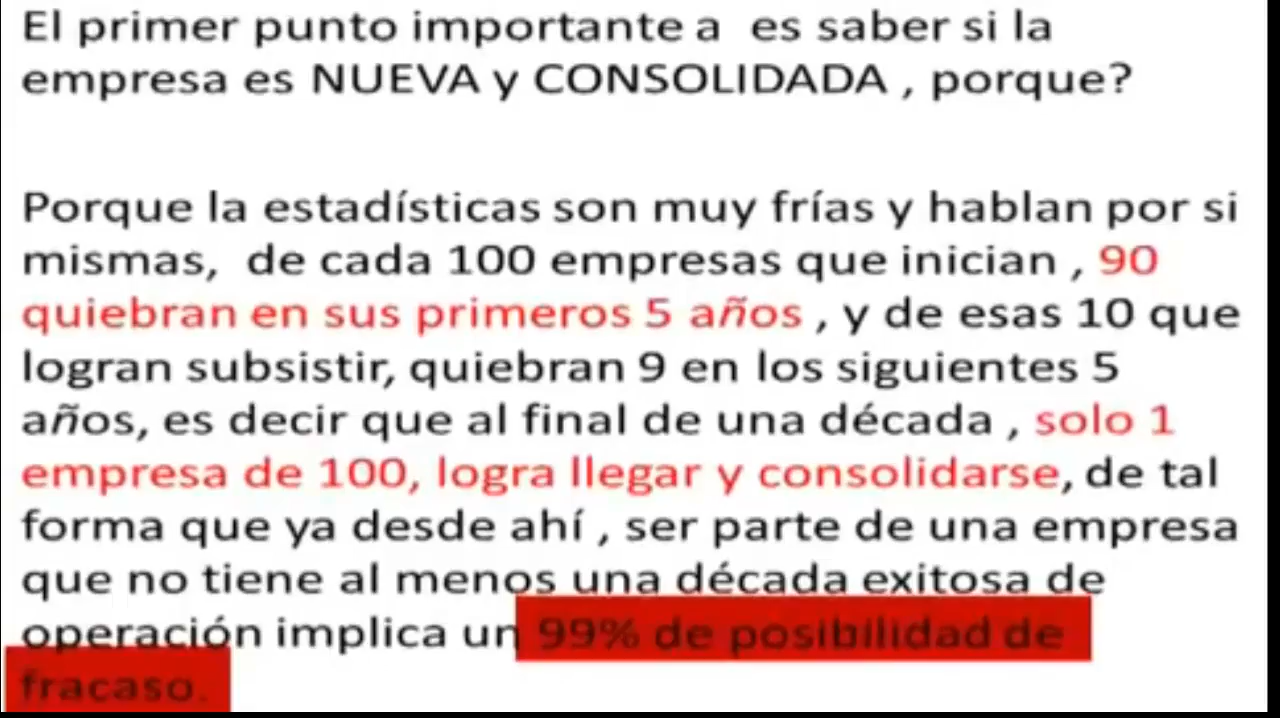 El primer punto importante a es saber si la
empresa es NUEVA y CONSOLIDADA , porque?
Porque la estadísticas son muy frías y hablan por si
mismas, de cada 100 empresas que inician , 90
quiebran en sus primeros 5 años , y de esas 10 que
logran subsistir, quiebran 9 en los siguientes 5
años, es decir que al final de una década , solo 1
empresa de 100, logra llegar y consolidarse, de tal
forma que ya desde ahí , ser parte de una empresa
que no tiene al menos una década exitosa de
operación implica un 99% de posibilidad de
fracaso.